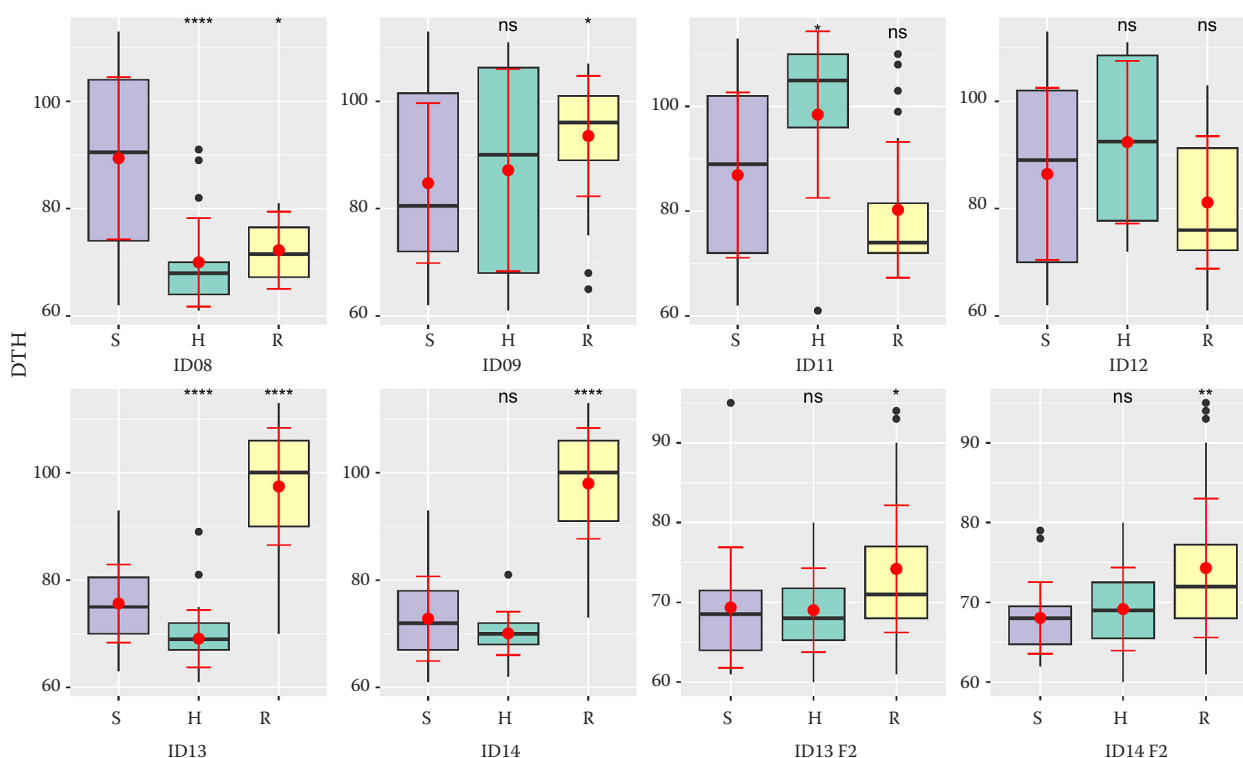 **** *
ns *
* ns
ns ns
100
80
60
100
80
60
100
80
60
100
80
60
S H R
S H R
S H R
S H R
ID08
ID09
ID11
ID12
DTH
**** ****
ns ****
ns *
ns **
100
80
60
100
80
60
90
80
70
60
90
80
70
60
S H R
S H R
S H R
S H R
ID13
ID14
ID13 F2
ID14 F2